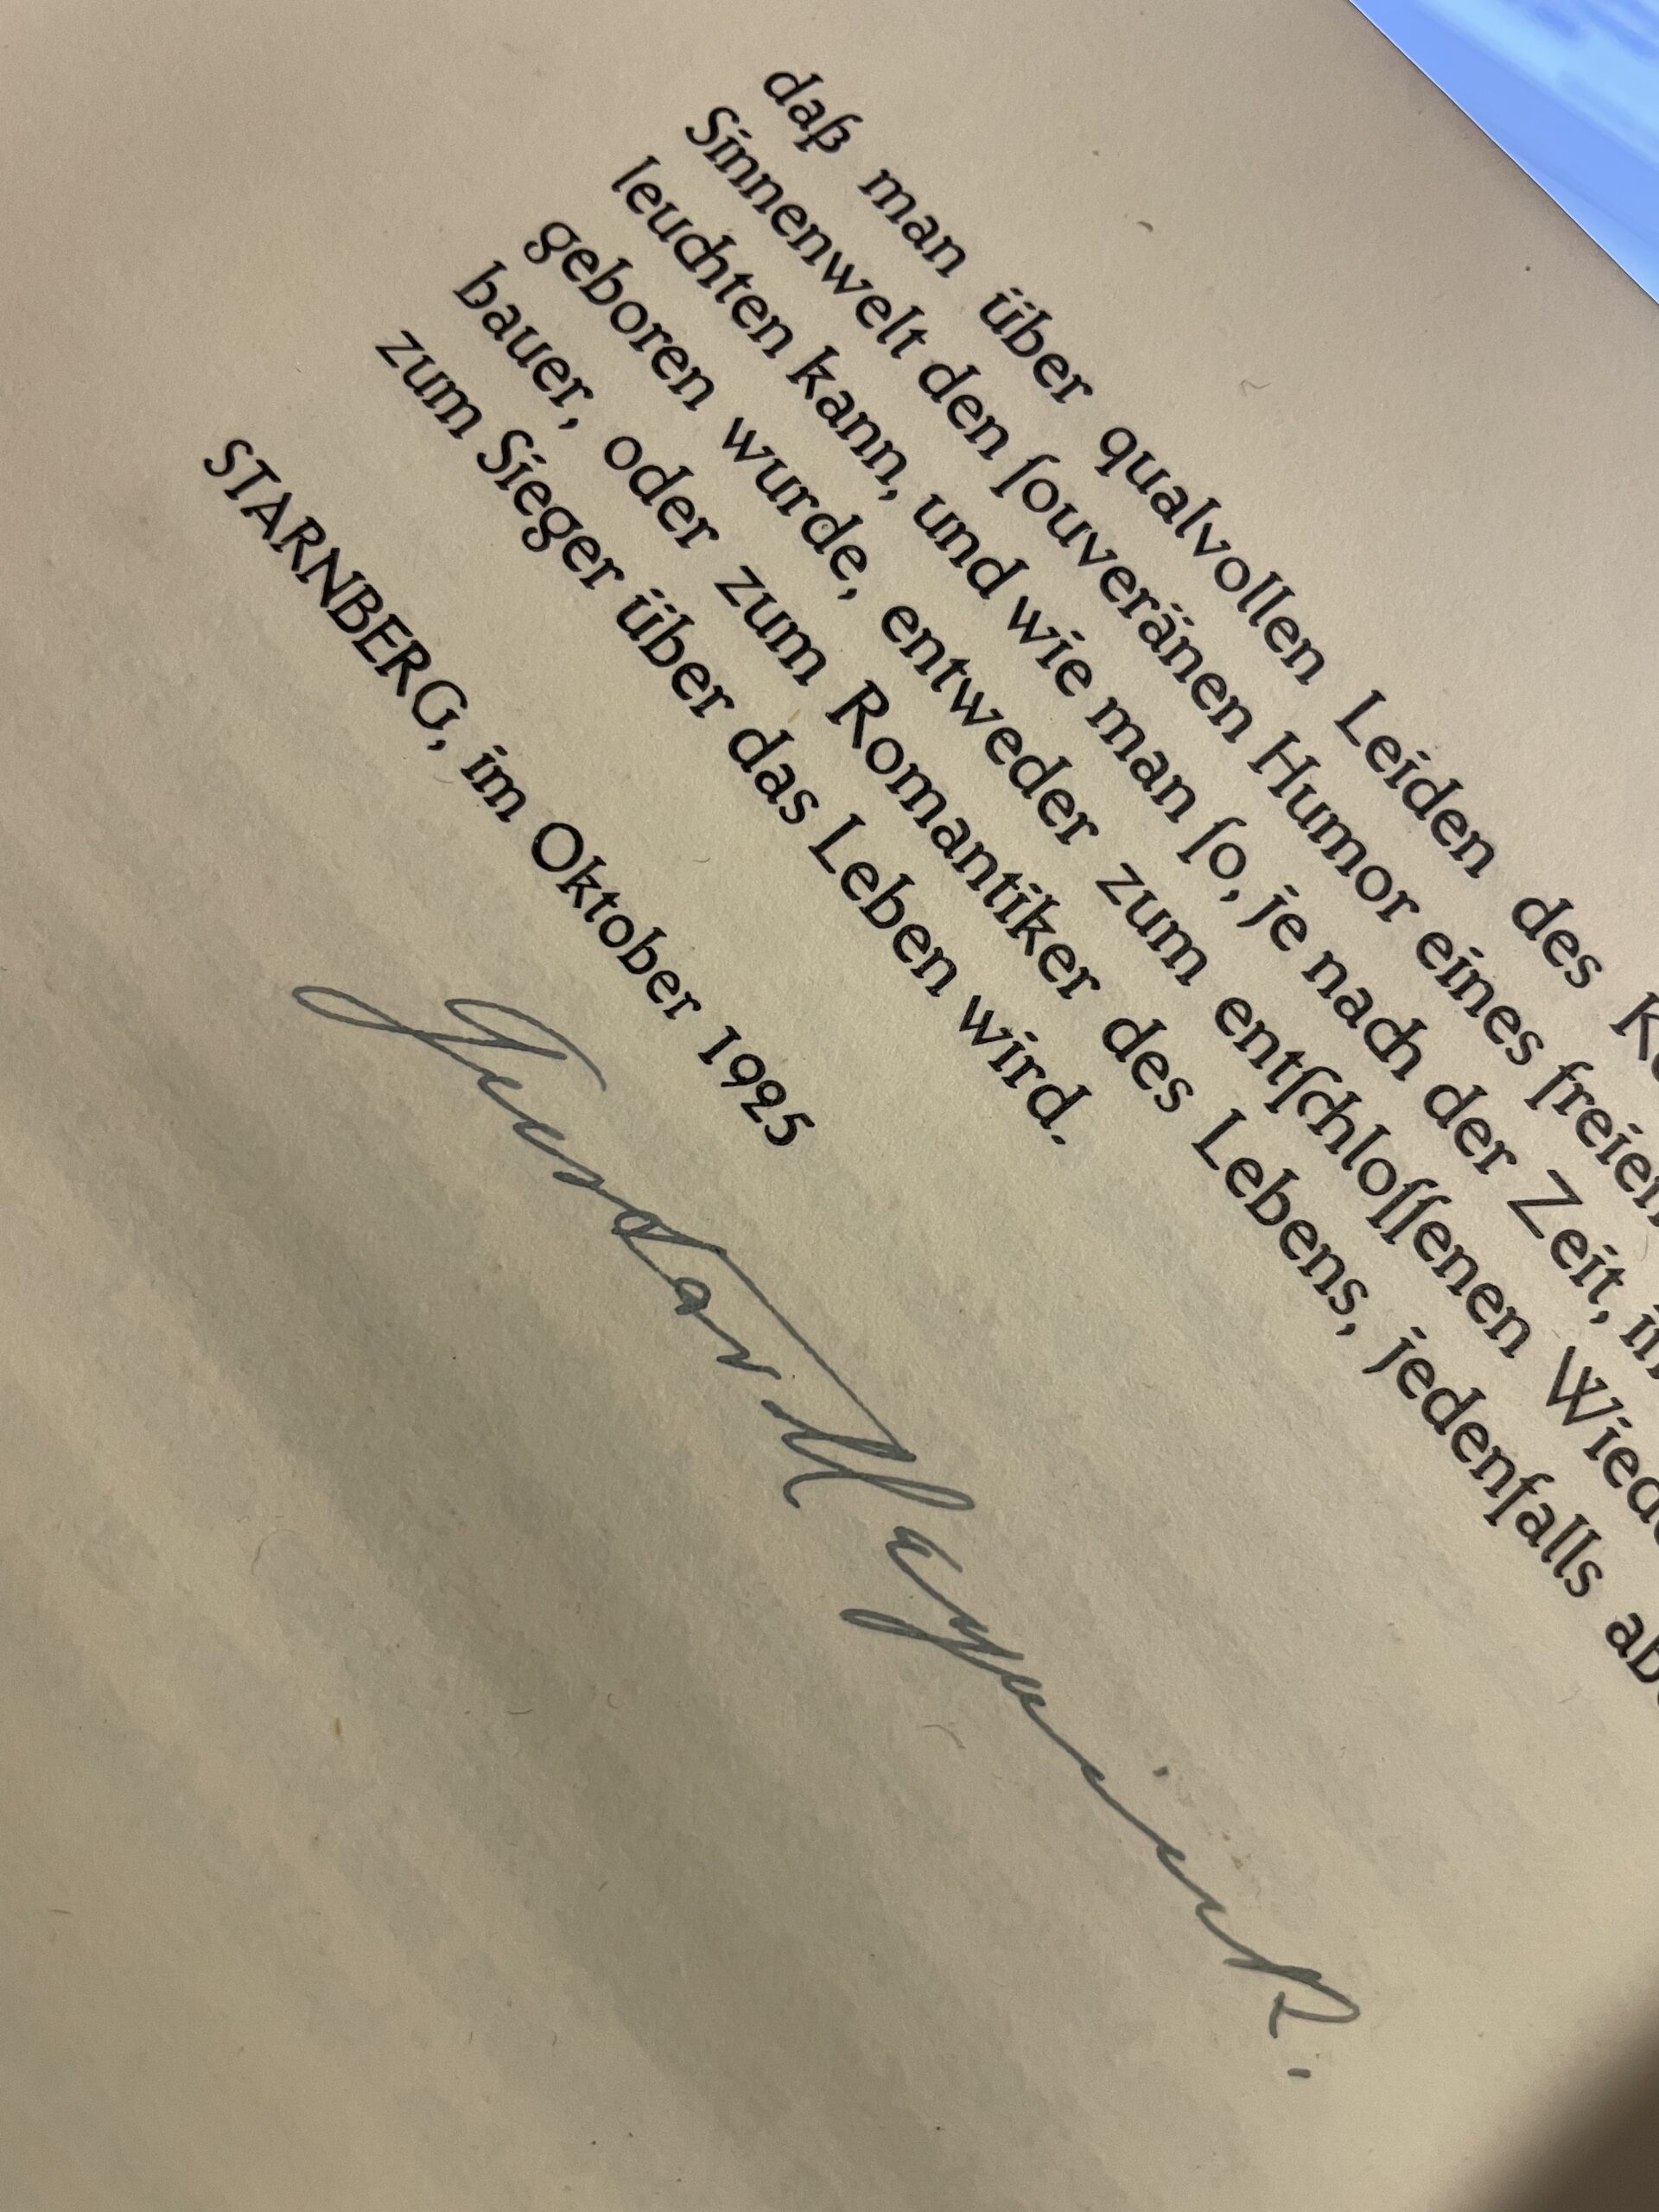 daß man über qualvollen Leiden des
Sinnenwelt den ſouveränen Humor eines
leuchten kann, und wie man ſo, je nach der Zeit,
geboren wurde, entweder zum entſchloſſenen
bauer, oder zum Romantiker des Lebens, jedenfalls
zum Sieger über das Leben wird.
STARNBERG, im Oktober 1925